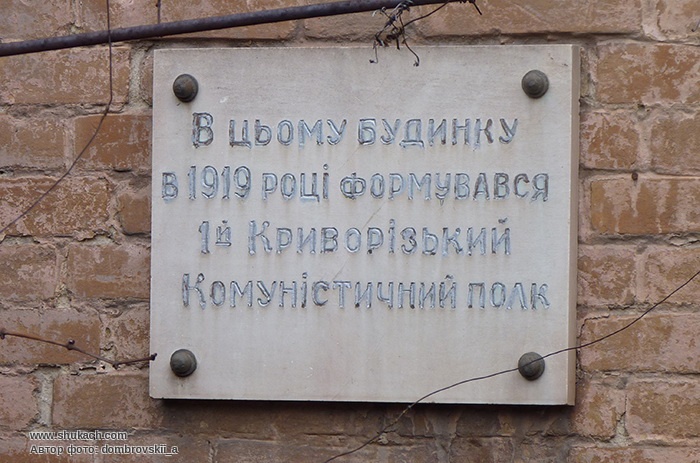 В цьому будинку
в 1919 році формувався
1й Криворізький
Комуністичний полк
www.shukach.com
Автор фото: dombrovskii_a